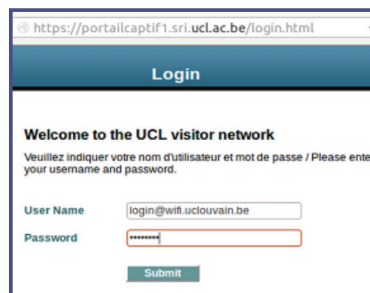 https://portailcaptif1.sri.ucl.ac.be/login.html
Login
Welcome to the UCL visitor network
Veuillez indiquer votre nom d'utilisateur et mot de passe / Please ente
your username and password.
User Name login@wifi.uclouvain.be
Password ••••••••
Submit